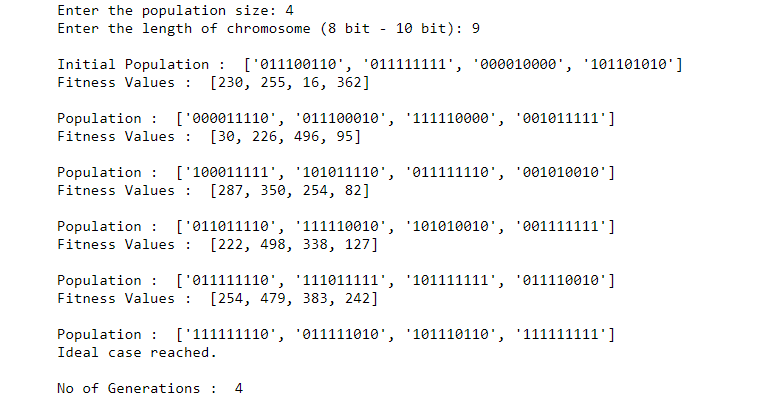 Enter the population size: 4
Enter the length of chromosome (8 bit - 10 bit): 9
Initial Population :  ['011100110', '011111111', '000010000', '101101010']
Fitness Values :  [230, 255, 16, 362]
Population :  ['000011110', '011100010', '111110000', '001011111']
Fitness Values :  [30, 226, 496, 95]
Population :  ['100011111', '101011110', '011111110', '001010010']
Fitness Values :  [287, 350, 254, 82]
Population :  ['011011110', '111110010', '101010010', '001111111']
Fitness Values :  [222, 498, 338, 127]
Population :  ['011111110', '111011111', '101111111', '011110010']
Fitness Values :  [254, 479, 383, 242]
Population :  ['111111110', '011111010', '101110110', '111111111']
Ideal case reached.
No of Generations :  4